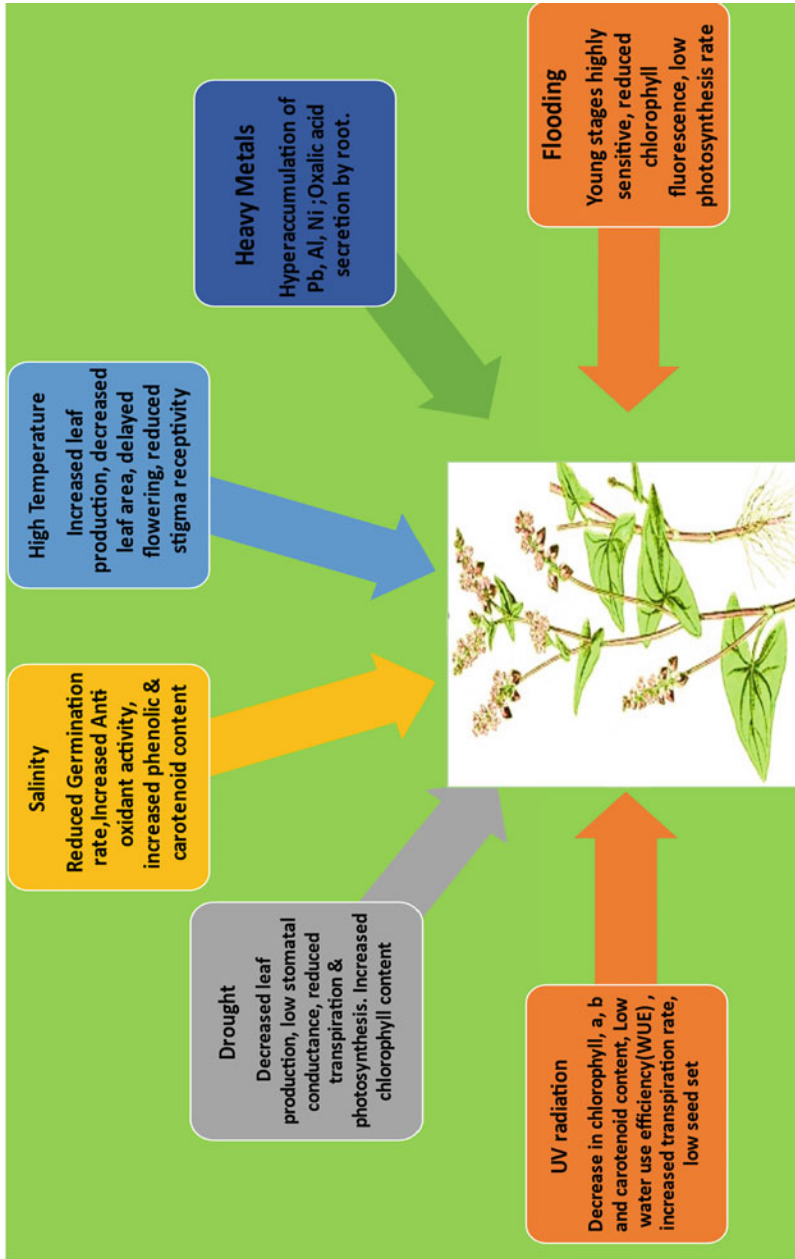 UV radiation
Decrease in chlorophyll, a, b
and carotenoid content, Low
water use efficiency(WUE) ,
increased transpiration rate,
low seed set
Drought
Decreased leaf
production, low stomatal
conductance, reduced
transpiration &
photosynthesis. Increased
chlorophyll content
Salinity
Reduced Germination
rate,Increased Anti-
oxidant activity,
increased phenolic &
carotenoid content
High Temperature
Increased leaf
production, decreased
leaf area, delayed
flowering, reduced
stigma receptivity
Heavy Metals
Hyperaccumulation of
Pb, Al, Ni ;Oxalic acid
secretion by root.
Flooding
Young stages highly
sensitive, reduced
chlorophyll
fluorescence, low
photosynthesis rate